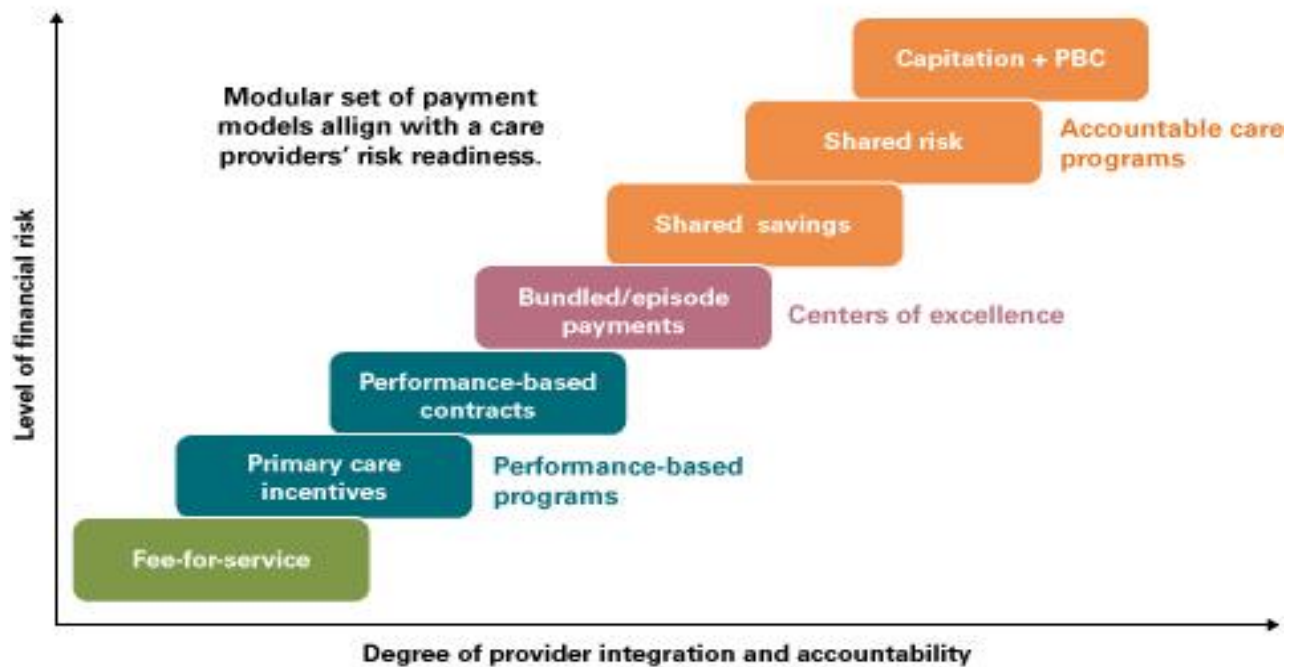 Capitation + PBC
Modular set of payment
models allign with a care
providers' risk readiness.
Shared risk
Accountable care
programs
Shared savings
Bundled/episode
payments
Centers of excellence
Performance-based
contracts
Primary care
incentives
Performance-based
programs
Fee-for-service
Level of financial risk
Degree of provider integration and accountability